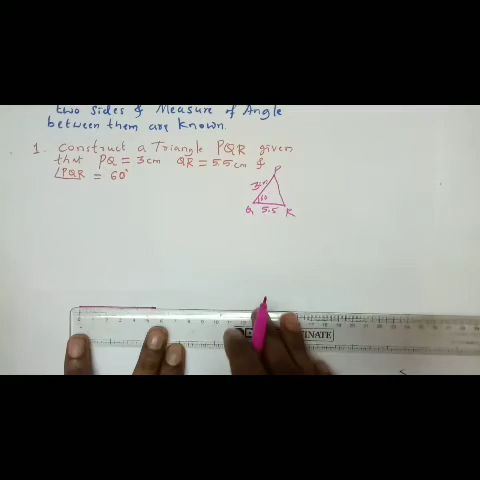 two sides & Measure of Angle
between them are known.
1. construct a Triangle PQR given
that PQ = 3cm QR = 5.5cm &
∠PQR = 60°
P
60
Q 5.5 R